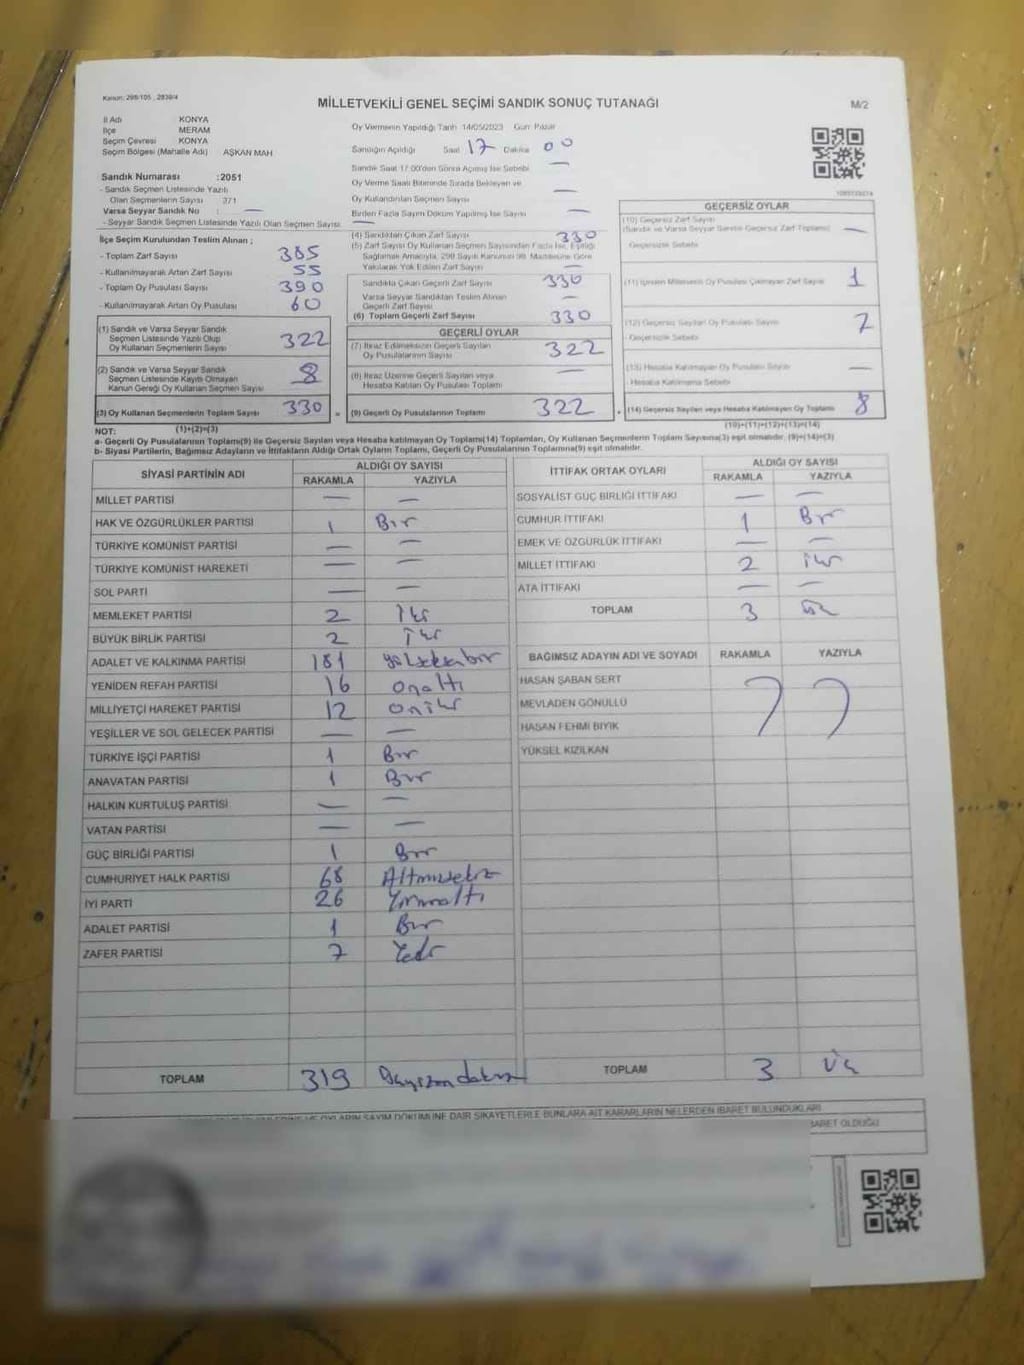 Kanun: 298/105 , 2839/4
MİLLETVEKİLİ GENEL SEÇİMİ SANDIK SONUÇ TUTANAĞI
M/2
İl Adı KONYA
İlçe MERAM
Seçim Çevresi KONYA
Seçim Bölgesi (Mahalle Adı) AŞKAN MAH
Sandık Numarası :2051
- Sandık Seçmen Listesinde Yazılı
Olan Seçmenlerin Sayısı 371
Varsa Seyyar Sandık No : —
- Seyyar Sandık Seçmen Listesinde Yazılı Olan Seçmen Sayısı —
İlçe Seçim Kurulundan Teslim Alınan ;
- Toplam Zarf Sayısı 385
- Kullanılmayarak Artan Zarf Sayısı 55
- Toplam Oy Pusulası Sayısı 390
- Kullanılmayarak Artan Oy Pusulası 60
(1) Sandık ve Varsa Seyyar Sandık
Seçmen Listesinde Yazılı Olup
Oy Kullanan Seçmenlerin Sayısı 322
(2) Sandık ve Varsa Seyyar Sandık
Seçmen Listesinde Kayıtlı Olmayan
Kanun Gereği Oy Kullanan Seçmen Sayısı 8
(3) Oy Kullanan Seçmenlerin Toplam Sayısı 330
(1)+(2)=(3)
Oy Vermenin Yapıldığı Tarih 14/05/2023 Gün: Pazar
Sandığın Açıldığı Saat 17 Dakika 00
Sandık Saat 17:00'den Sonra Açılmış İse Sebebi —
Oy Verme Saati Bitiminde Sırada Bekleyen ve
Oy Kullandırılan Seçmen Sayısı —
Birden Fazla Sayım Döküm Yapılmış İse Sayısı —
(4) Sandıktan Çıkan Zarf Sayısı 330
(5) Zarf Sayısı Oy Kullanan Seçmen Sayısından Fazla İse, Eşitliği
Sağlamak Amacıyla, 298 Sayılı Kanunun 98. Maddesine Göre
Yakılarak Yok Edilen Zarf Sayısı —
Sandıkta Çıkan Geçerli Zarf Sayısı 330
Varsa Seyyar Sandıktan Teslim Alınan
Geçerli Zarf Sayısı —
(6) Toplam Geçerli Zarf Sayısı 330
GEÇERLİ OYLAR
(7) İtiraz Edilmeksizin Geçerli Sayılan
Oy Pusulalarının Sayısı 322
(8) İtiraz Üzerine Geçerli Sayılan veya
Hesaba Katılan Oy Pusulası Toplamı —
(9) Geçerli Oy Pusulalarının Toplamı 322
GEÇERSİZ OYLAR
(10) Geçersiz Zarf Sayısı
(Sandık ve Varsa Seyyar Sandık Geçersiz Zarf Toplamı) —
Geçersizlik Sebebi
(11) İçinden Milletvekili Oy Pusulası Çıkmayan Zarf Sayısı 1
(12) Geçersiz Sayılan Oy Pusula Sayısı 7
- Geçersizlik Sebebi
(13) Hesaba Katılmayan Oy Pusulası Sayısı —
- Hesaba Katılmama Sebebi
(14) Geçersiz Sayılan veya Hesaba Katılmayan Oy Toplamı 8
(10)+(11)+(12)+(13)=(14)
NOT:
a- Geçerli Oy Pusulalarının Toplamı(9) ile Geçersiz Sayılan veya Hesaba katılmayan Oy Toplamı(14) Toplamları, Oy Kullanan Seçmenlerin Toplam Sayısına(3) eşit olmalıdır. (9)+(14)=(3)
b- Siyasi Partilerin, Bağımsız Adayların ve İttifakların Aldığı Ortak Oyların Toplamı, Geçerli Oy Pusulalarının Toplamına(9) eşit olmalıdır.
SİYASİ PARTİNİN ADI ALDIĞI OY SAYISI
RAKAMLA YAZIYLA
MİLLET PARTİSİ — —
HAK VE ÖZGÜRLÜKLER PARTİSİ 1 Bir
TÜRKİYE KOMÜNİST PARTİSİ — —
TÜRKİYE KOMÜNİST HAREKETİ — —
SOL PARTİ — —
MEMLEKET PARTİSİ 2 İki
BÜYÜK BİRLİK PARTİSİ 2 İki
ADALET VE KALKINMA PARTİSİ 181 yüzseksenbir
YENİDEN REFAH PARTİSİ 16 onaltı
MİLLİYETÇİ HAREKET PARTİSİ 12 oniki
YEŞİLLER VE SOL GELECEK PARTİSİ — —
TÜRKİYE İŞÇİ PARTİSİ 1 Bir
ANAVATAN PARTİSİ 1 Bir
HALKIN KURTULUŞ PARTİSİ — —
VATAN PARTİSİ — —
GÜÇ BİRLİĞİ PARTİSİ 1 Bir
CUMHURİYET HALK PARTİSİ 68 Altmışsekiz
İYİ PARTİ 26 Yirmialtı
ADALET PARTİSİ 1 Bir
ZAFER PARTİSİ 7 Yedi
TOPLAM 319
İTTİFAK ORTAK OYLARI ALDIĞI OY SAYISI
RAKAMLA YAZIYLA
SOSYALİST GÜÇ BİRLİĞİ İTTİFAKI — —
CUMHUR İTTİFAKI 1 Bir
EMEK VE ÖZGÜRLÜK İTTİFAKI — —
MİLLET İTTİFAKI 2 iki
ATA İTTİFAKI — —
TOPLAM 3 üç
BAĞIMSIZ ADAYIN ADI VE SOYADI RAKAMLA YAZIYLA
HASAN ŞABAN SERT
MEVLADEN GÖNÜLLÜ
HASAN FEHMİ BIYIK
YÜKSEL KIZILKAN
TOPLAM 3 üç
OYLARIN SAYIM DÖKÜMÜNE DAİR ŞİKAYETLERLE BUNLARA AİT KARARLARIN NELERDEN İBARET BULUNDUKLARI
İBARET OLDUĞU